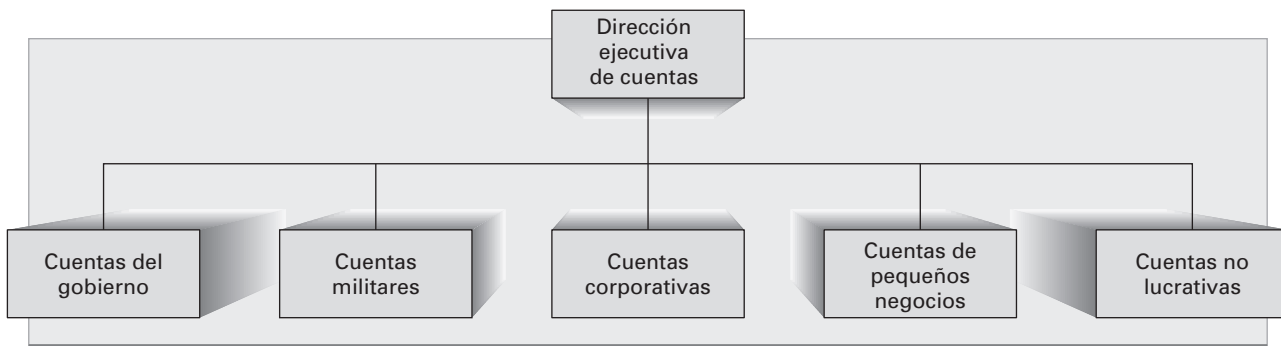 Dirección
ejecutiva
de cuentas
Cuentas del
gobierno
Cuentas
militares
Cuentas
corporativas
Cuentas de
pequeños
negocios
Cuentas no
lucrativas